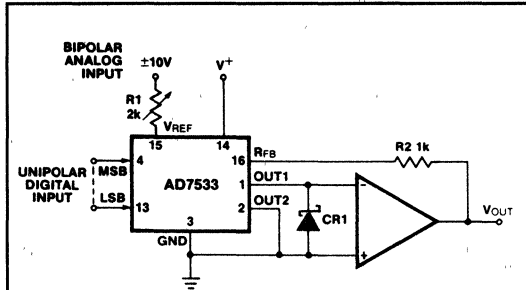 BIPOLAR
ANALOG
INPUT
±10V
V+
R1
2k
VREF
15
14
RFB
16
R2 1k
MSB
4
UNIPOLAR
DIGITAL
INPUT
AD7533
OUT1
1
OUT2
2
LSB
13
3
GND
CR1
−
+
VOUT